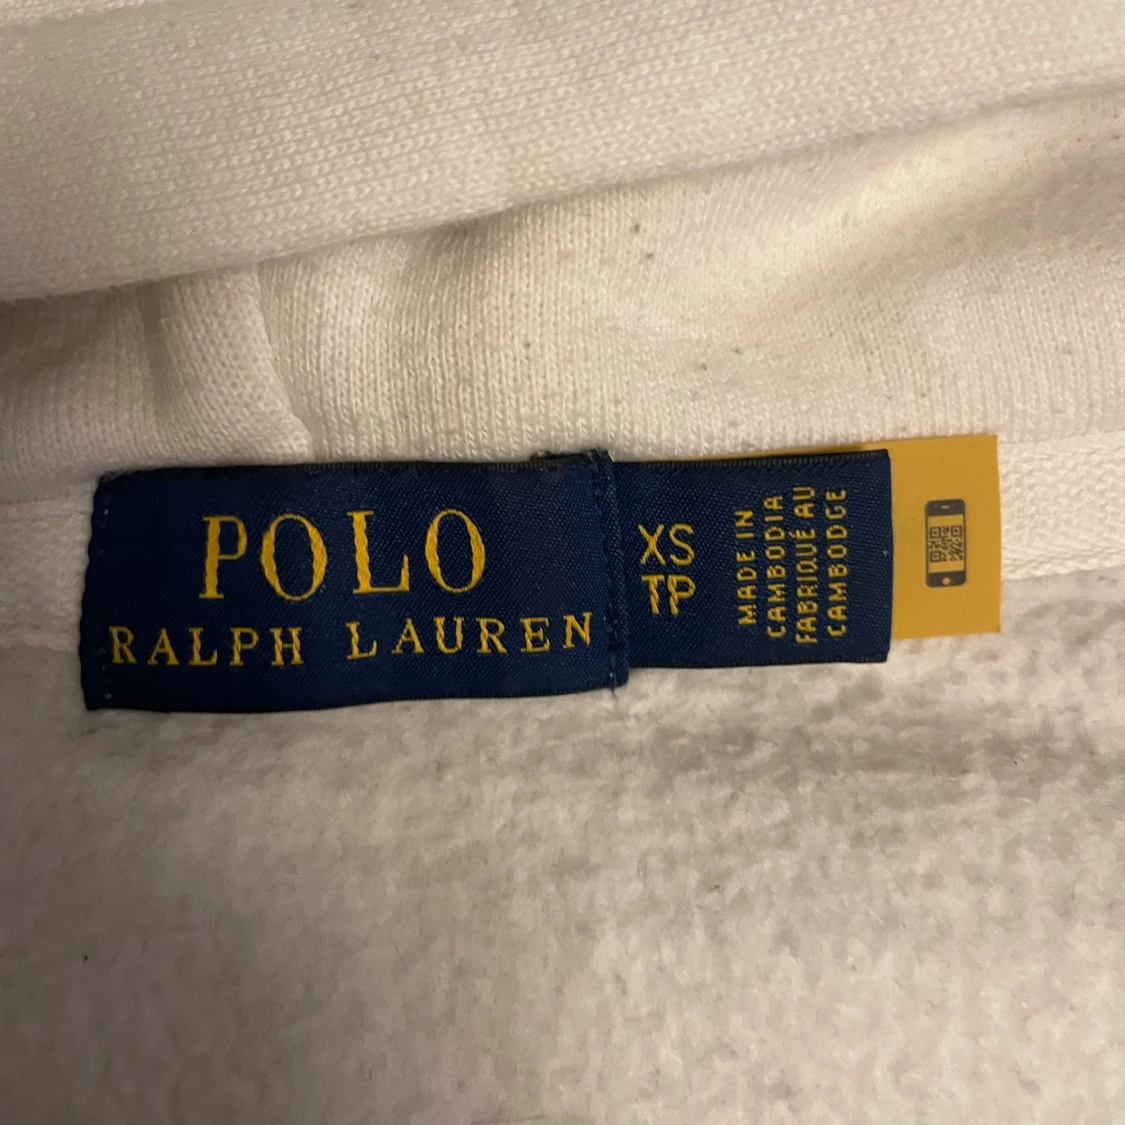 POLO
RALPH LAUREN
XS
TP
MADE IN
CAMBODIA
FABRIQUÉ AU
CAMBODGE